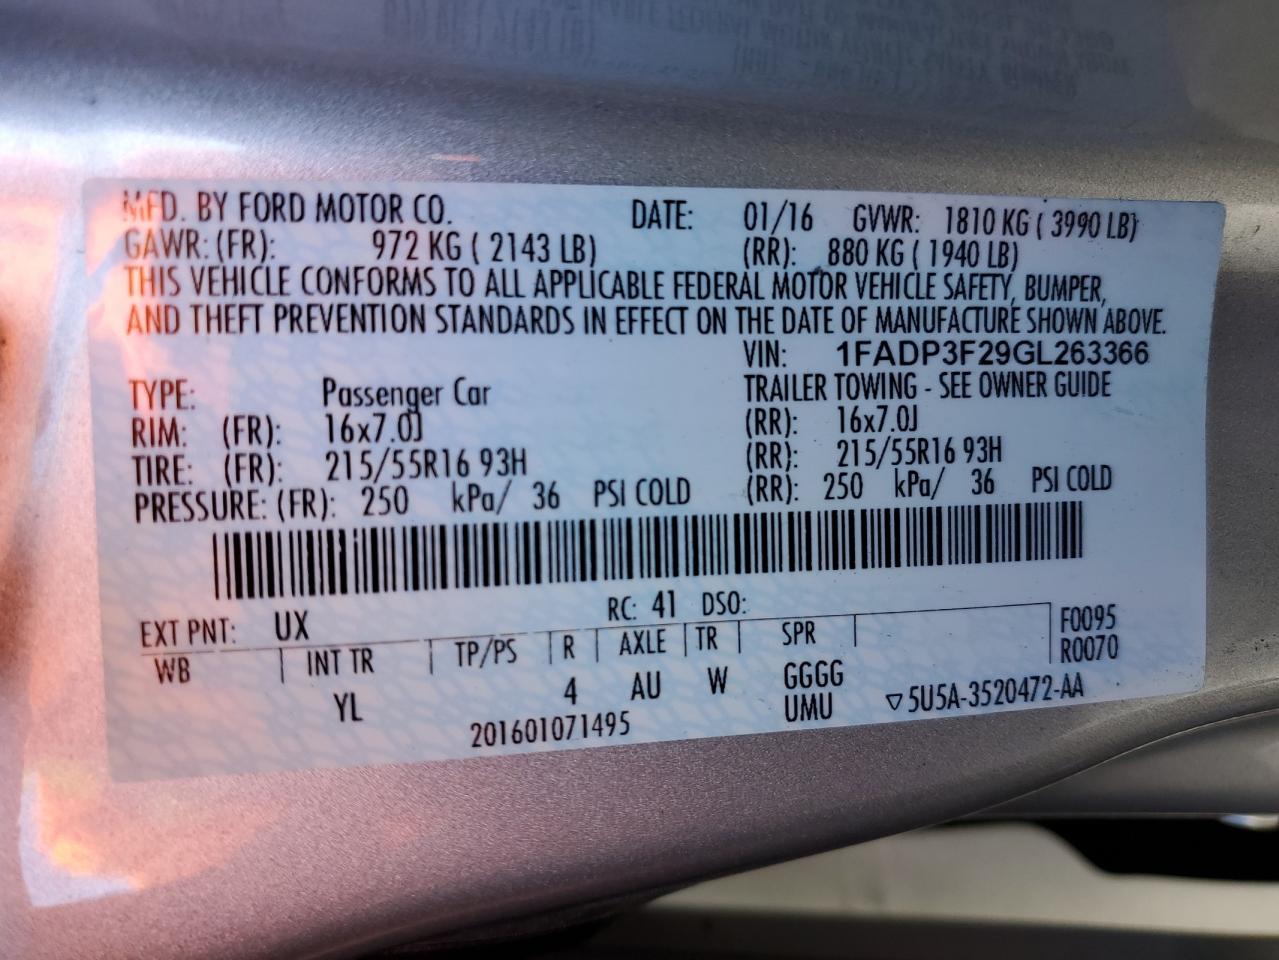 MFD. BY FORD MOTOR CO. DATE: 01/16 GVWR: 1810 KG ( 3990 LB)
GAWR: (FR): 972 KG ( 2143 LB) (RR): 880 KG ( 1940 LB)
THIS VEHICLE CONFORMS TO ALL APPLICABLE FEDERAL MOTOR VEHICLE SAFETY, BUMPER,
AND THEFT PREVENTION STANDARDS IN EFFECT ON THE DATE OF MANUFACTURE SHOWN ABOVE.
VIN: 1FADP3F29GL263366
TYPE: Passenger Car TRAILER TOWING - SEE OWNER GUIDE
RIM: (FR): 16x7.0J (RR): 16x7.0J
TIRE: (FR): 215/55R16 93H (RR): 215/55R16 93H
PRESSURE: (FR): 250 kPa/ 36 PSI COLD (RR): 250 kPa/ 36 PSI COLD
EXT PNT: UX RC: 41 DSO:
WB INT TR TP/PS R AXLE TR SPR F0095
R0070
YL 4 AU W GGGG
UMU ▽5U5A-3520472-AA
201601071495